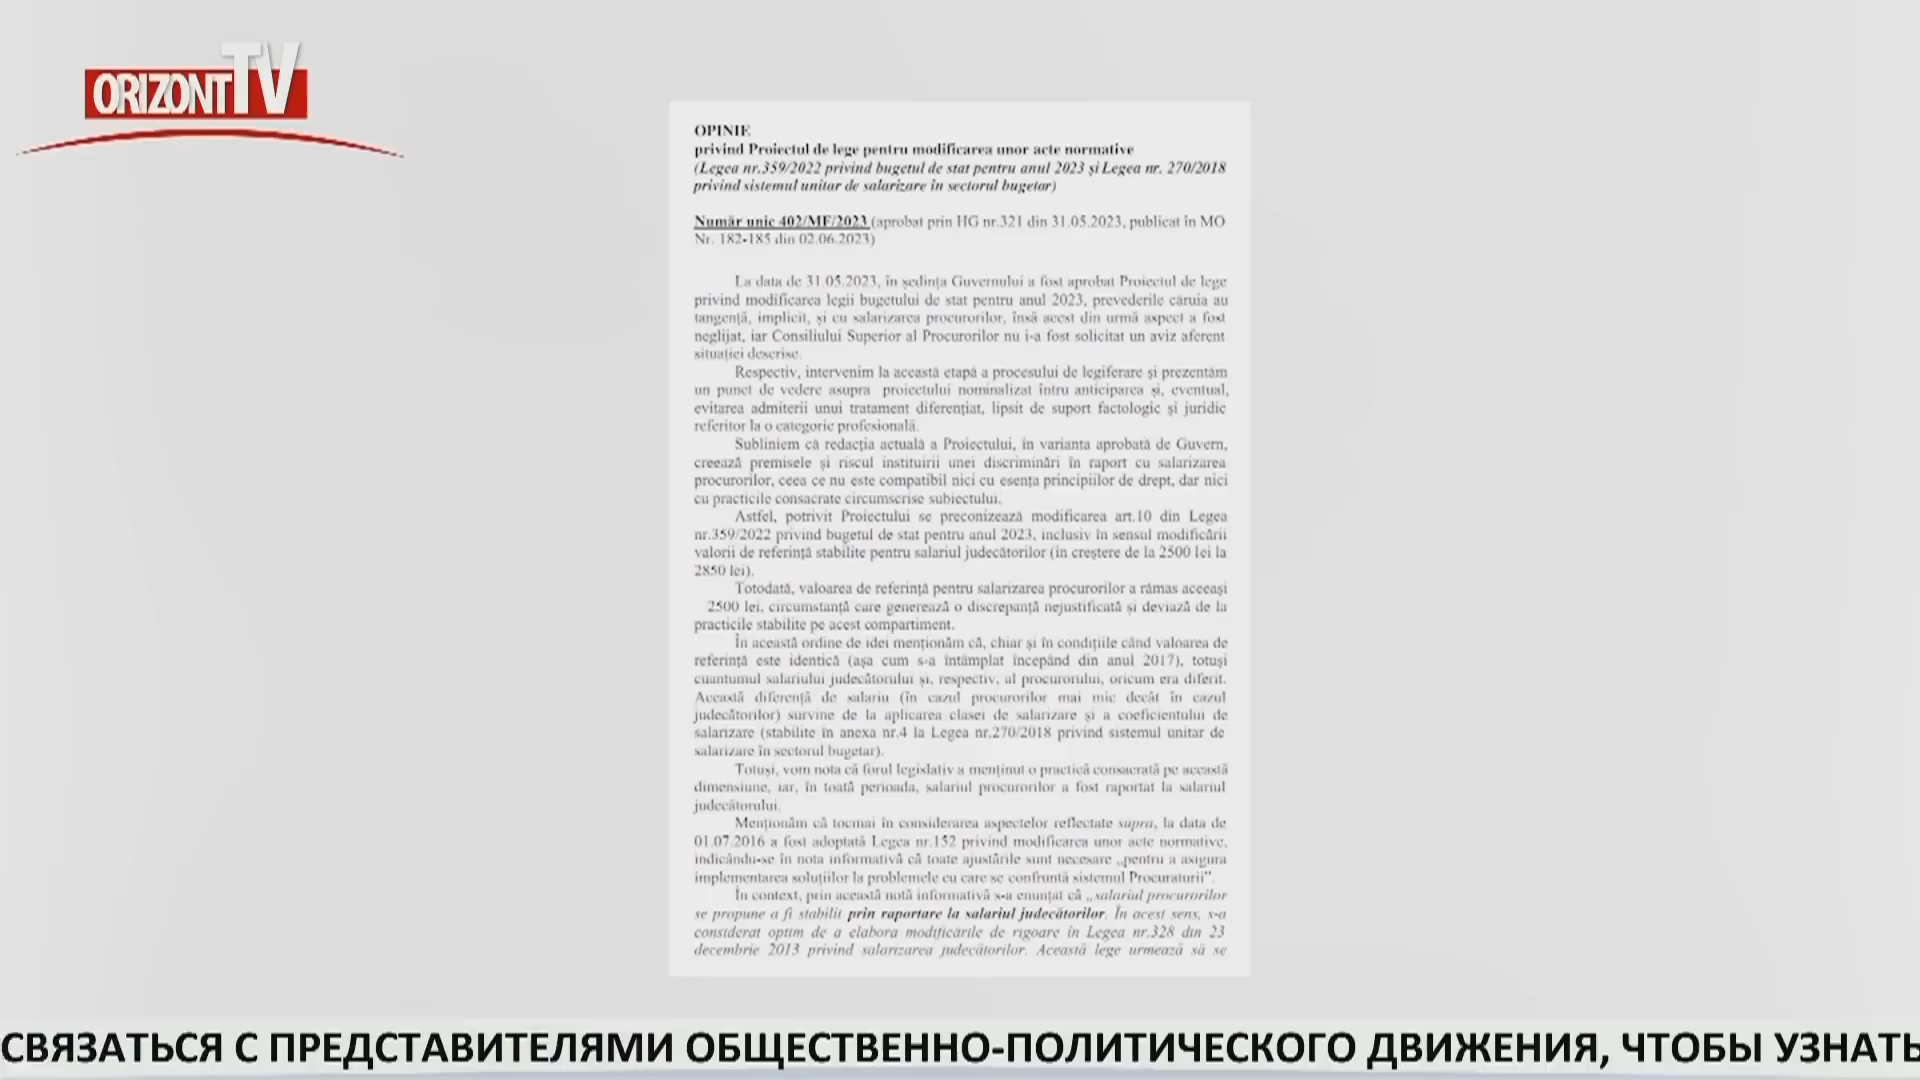 ORIZONT TV
OPINIE
privind Proiectul de lege pentru modificarea unor acte normative
(Legea nr.359/2022 privind bugetul de stat pentru anul 2023 și Legea nr. 270/2018
privind sistemul unitar de salarizare în sectorul bugetar)
Număr unic 402/MF/2023 (aprobat prin HG nr.321 din 31.05.2023, publicat în MO
Nr. 182-185 din 02.06.2023)
La data de 31.05.2023, în ședința Guvernului a fost aprobat Proiectul de lege
privind modificarea legii bugetului de stat pentru anul 2023, prevederile căruia au
tangență, implicit, și cu salarizarea procurorilor, însă acest din urmă aspect a fost
neglijat, iar Consiliului Superior al Procurorilor nu i-a fost solicitat un aviz aferent
situației descrise.
Respectiv, intervenim la această etapă a procesului de legiferare și prezentăm
un punct de vedere asupra proiectului nominalizat întru anticiparea și, eventual,
evitarea admiterii unui tratament diferențiat, lipsit de suport factologic și juridic
referitor la o categorie profesională.
Subliniem că redacția actuală a Proiectului, în varianta aprobată de Guvern,
creează premisele și riscul instituirii unei discriminări în raport cu salarizarea
procurorilor, ceea ce nu este compatibil nici cu esența principiilor de drept, dar nici
cu practicile consacrate circumscrise subiectului.
Astfel, potrivit Proiectului se preconizează modificarea art.10 din Legea
nr.359/2022 privind bugetul de stat pentru anul 2023, inclusiv în sensul modificării
valorii de referință stabilite pentru salariul judecătorilor (în creștere de la 2500 lei la
2850 lei).
Totodată, valoarea de referință pentru salarizarea procurorilor a rămas aceeași
2500 lei, circumstanță care generează o discrepanță nejustificată și deviază de la
practicile stabilite pe acest compartiment.
În această ordine de idei menționăm că, chiar și în condițiile când valoarea de
referință este identică (așa cum s-a întâmplat începând din anul 2017), totuși
cuantumul salariului judecătorului și, respectiv, al procurorului, oricum era diferit.
Această diferență de salariu (în cazul procurorilor mai mic decât în cazul
judecătorilor) survine de la aplicarea clasei de salarizare și a coeficientului de
salarizare (stabilite în anexa nr.4 la Legea nr.270/2018 privind sistemul unitar de
salarizare în sectorul bugetar).
Totuși, vom nota că forul legislativ a menținut o practică consacrată pe această
dimensiune, iar, în toată perioada, salariul procurorilor a fost raportat la salariul
judecătorului.
Menționăm că tocmai în considerarea aspectelor reflectate supra, la data de
01.07.2016 a fost adoptată Legea nr.152 privind modificarea unor acte normative,
indicându-se în nota informativă că toate ajustările sunt necesare „pentru a asigura
implementarea soluțiilor la problemele cu care se confruntă sistemul Procuraturii”.
În context, prin această notă informativă s-a enunțat că „salariul procurorilor
se propune a fi stabilit prin raportare la salariul judecătorilor. În acest sens, s-a
considerat optim de a elabora modificările de rigoare în Legea nr.328 din 23
decembrie 2013 privind salarizarea judecătorilor. Această lege urmează să se
СВЯЗАТЬСЯ С ПРЕДСТАВИТЕЛЯМИ ОБЩЕСТВЕННО-ПОЛИТИЧЕСКОГО ДВИЖЕНИЯ, ЧТОБЫ УЗНАТЬ